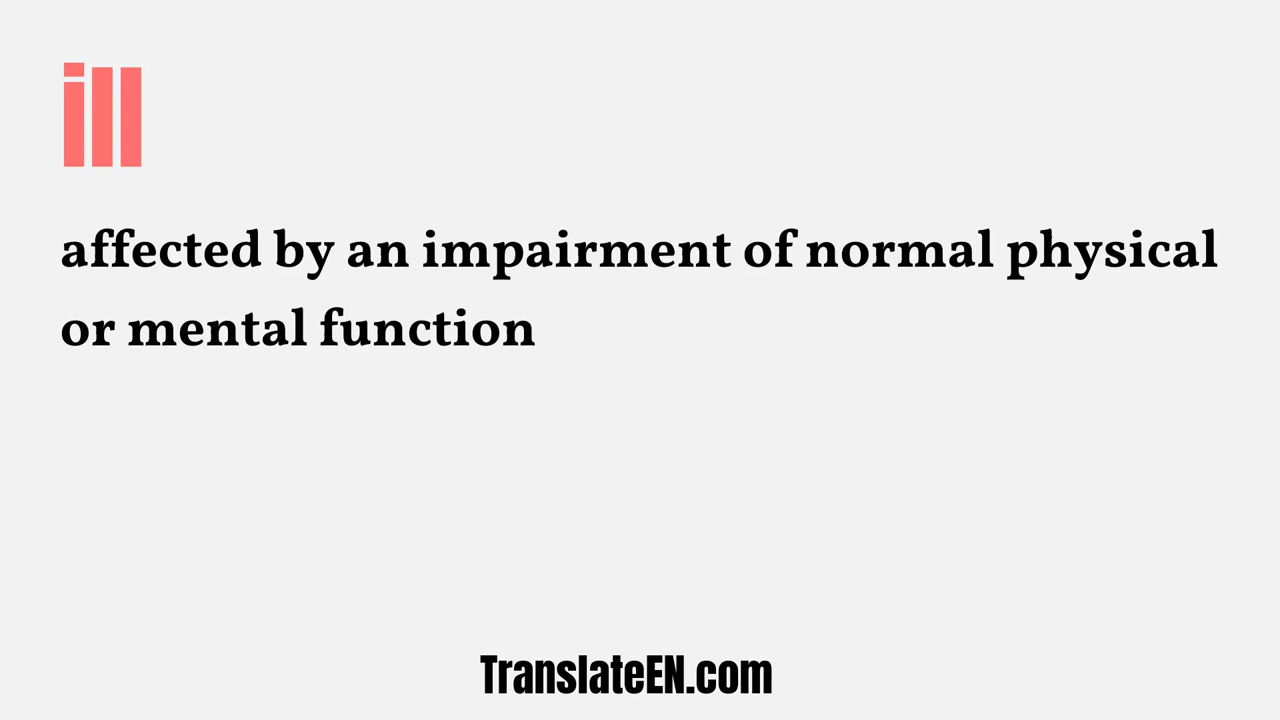 ill
affected by an impairment of normal physical
or mental function
TranslateEN.com